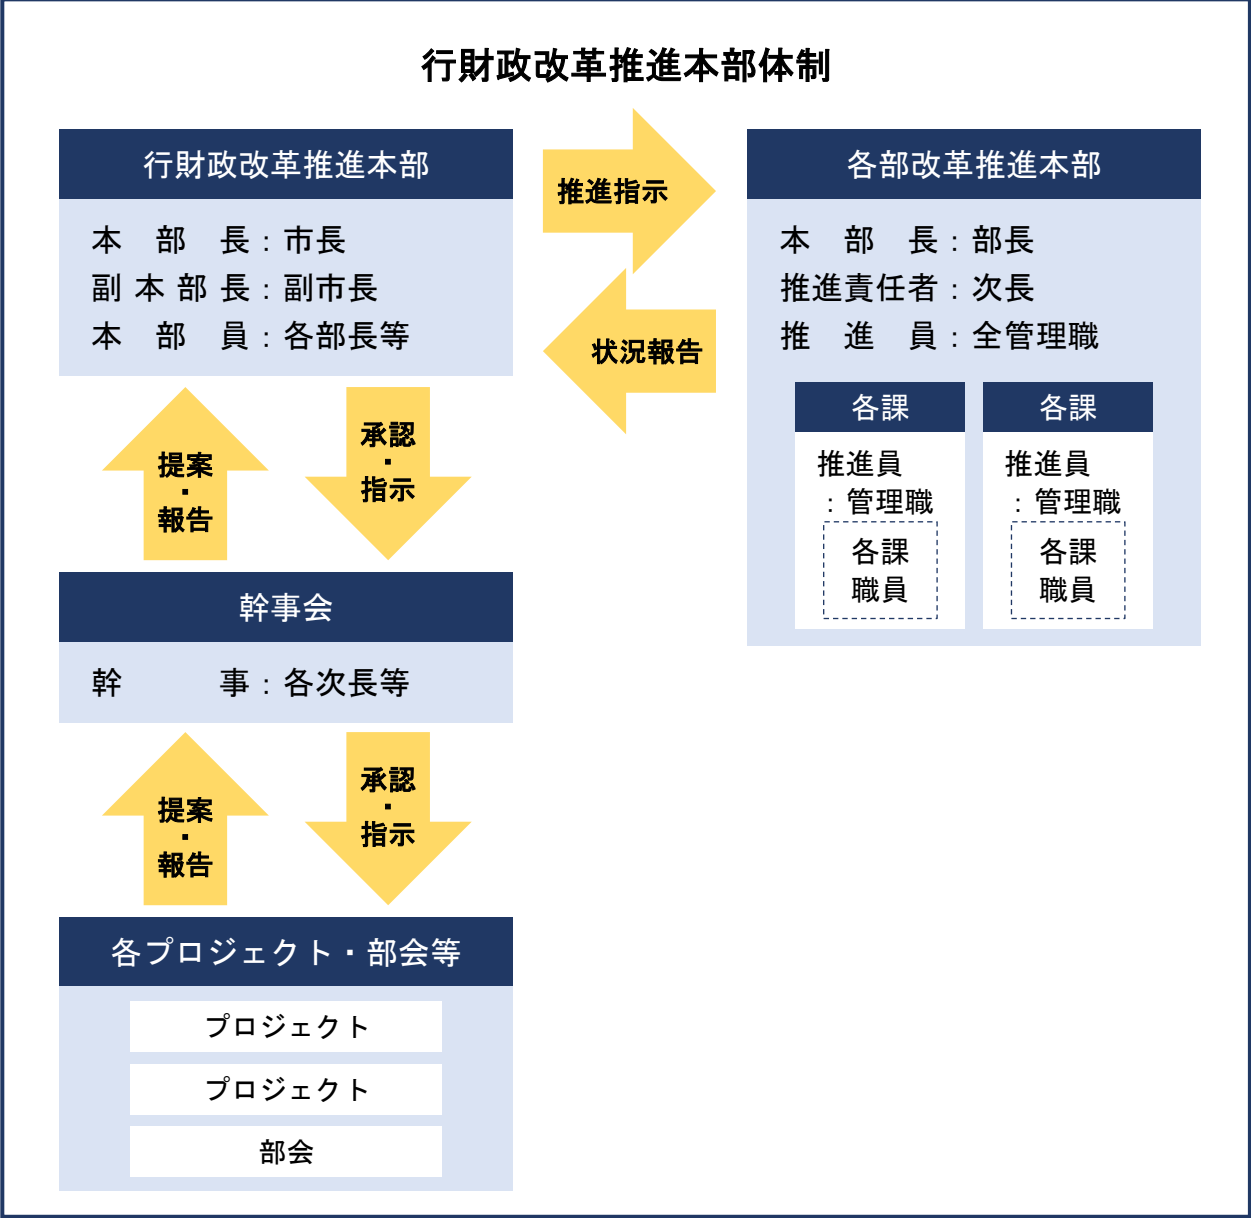 行財政改革推進本部体制
行財政改革推進本部
本　部　長：市長
副本部長：副市長
本　部　員：各部長等
推進指示
状況報告
各部改革推進本部
本　部　長：部長
推進責任者：次長
推　進　員：全管理職
各課
推進員
：管理職
各課
職員
各課
推進員
：管理職
各課
職員
提案
・
報告
承認
・
指示
幹事会
幹　　　事：各次長等
提案
・
報告
承認
・
指示
各プロジェクト・部会等
プロジェクト
プロジェクト
部会